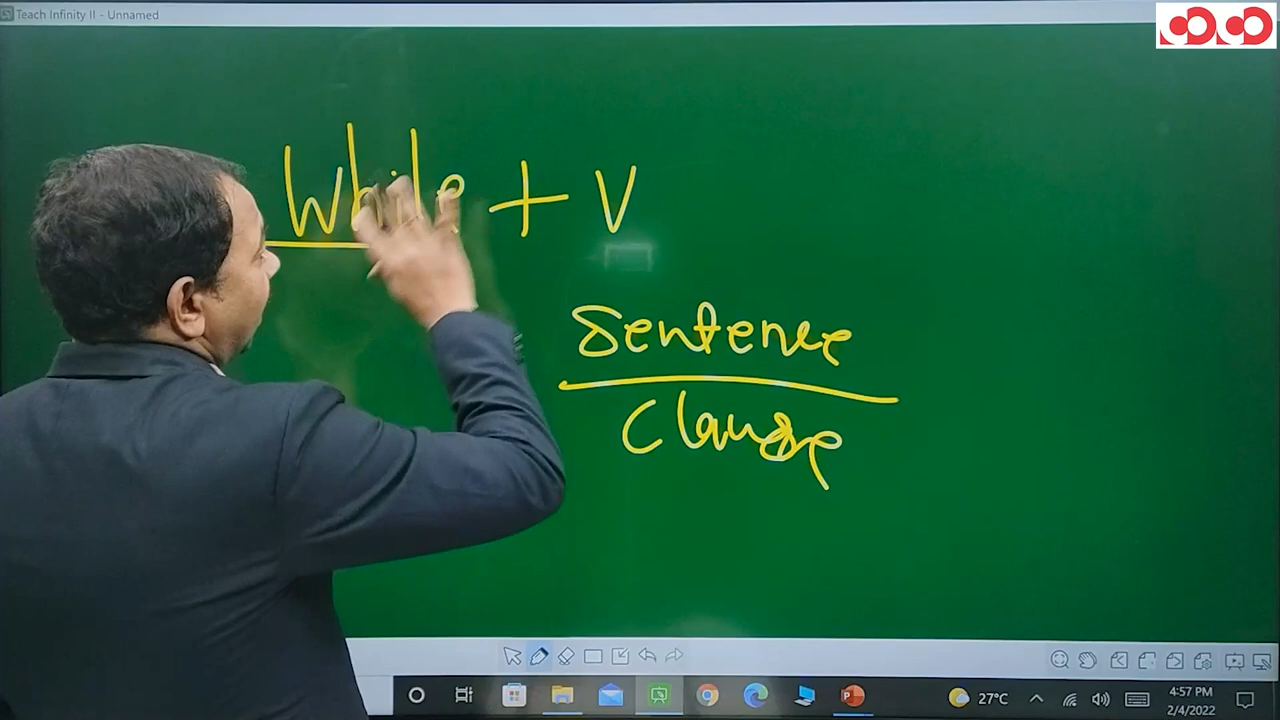 Teach Infinity II - Unnamed
While + V
Sentence
Clause
27°C
4:57 PM
2/4/2022